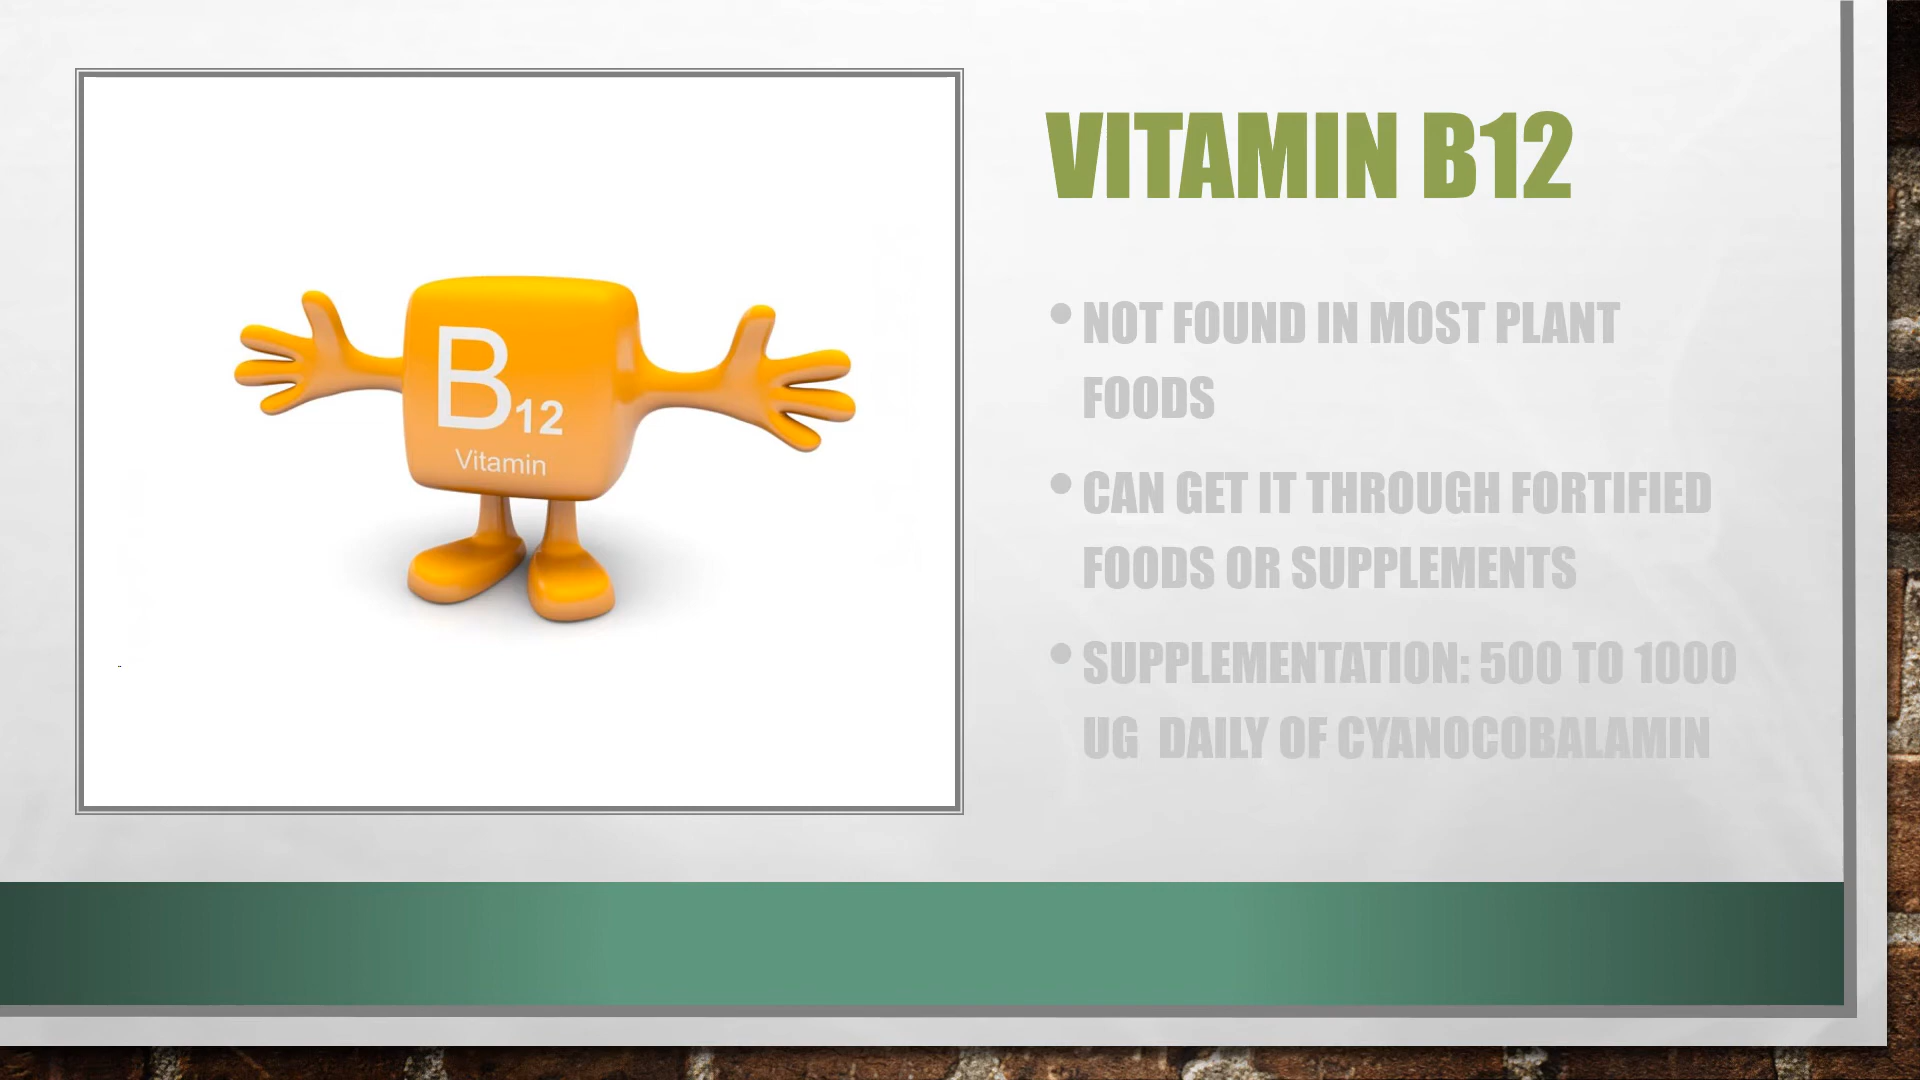 B12
Vitamin
VITAMIN B12
• NOT FOUND IN MOST PLANT
FOODS
• CAN GET IT THROUGH FORTIFIED
FOODS OR SUPPLEMENTS
• SUPPLEMENTATION: 500 TO 1000
UG DAILY OF CYANOCOBALAMIN